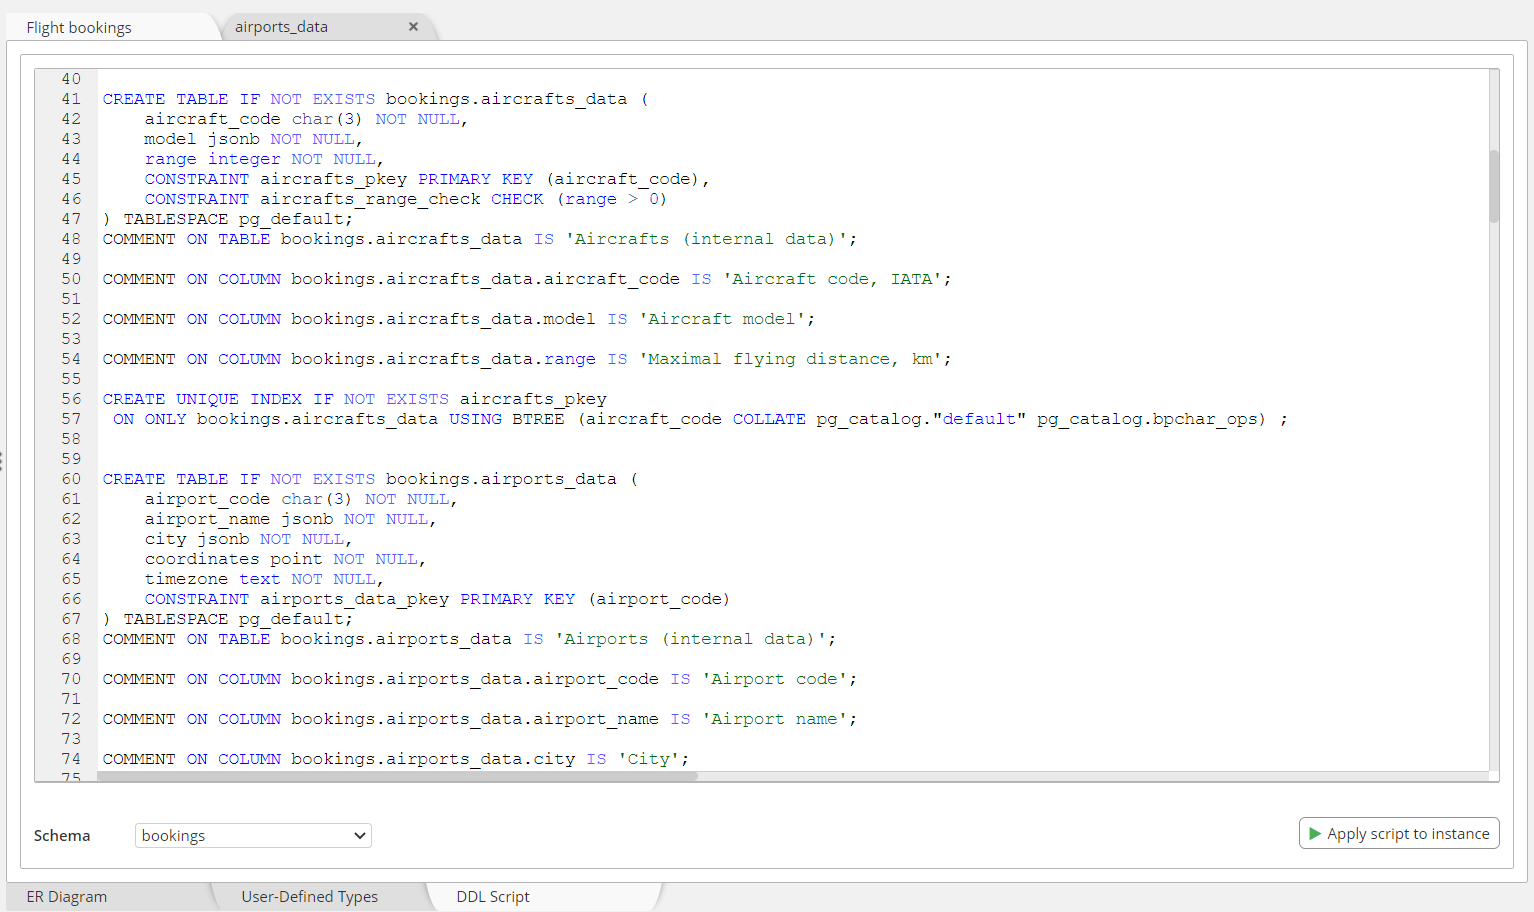 Flight bookings
airports_data ×
40
41 CREATE TABLE IF NOT EXISTS bookings.aircrafts_data (
42     aircraft_code char(3) NOT NULL,
43     model jsonb NOT NULL,
44     range integer NOT NULL,
45     CONSTRAINT aircrafts_pkey PRIMARY KEY (aircraft_code),
46     CONSTRAINT aircrafts_range_check CHECK (range > 0)
47 ) TABLESPACE pg_default;
48 COMMENT ON TABLE bookings.aircrafts_data IS 'Aircrafts (internal data)';
49
50 COMMENT ON COLUMN bookings.aircrafts_data.aircraft_code IS 'Aircraft code, IATA';
51
52 COMMENT ON COLUMN bookings.aircrafts_data.model IS 'Aircraft model';
53
54 COMMENT ON COLUMN bookings.aircrafts_data.range IS 'Maximal flying distance, km';
55
56 CREATE UNIQUE INDEX IF NOT EXISTS aircrafts_pkey
57  ON ONLY bookings.aircrafts_data USING BTREE (aircraft_code COLLATE pg_catalog."default" pg_catalog.bpchar_ops) ;
58
59
60 CREATE TABLE IF NOT EXISTS bookings.airports_data (
61     airport_code char(3) NOT NULL,
62     airport_name jsonb NOT NULL,
63     city jsonb NOT NULL,
64     coordinates point NOT NULL,
65     timezone text NOT NULL,
66     CONSTRAINT airports_data_pkey PRIMARY KEY (airport_code)
67 ) TABLESPACE pg_default;
68 COMMENT ON TABLE bookings.airports_data IS 'Airports (internal data)';
69
70 COMMENT ON COLUMN bookings.airports_data.airport_code IS 'Airport code';
71
72 COMMENT ON COLUMN bookings.airports_data.airport_name IS 'Airport name';
73
74 COMMENT ON COLUMN bookings.airports_data.city IS 'City';
75
Schema
bookings
Apply script to instance
ER Diagram
User-Defined Types
DDL Script